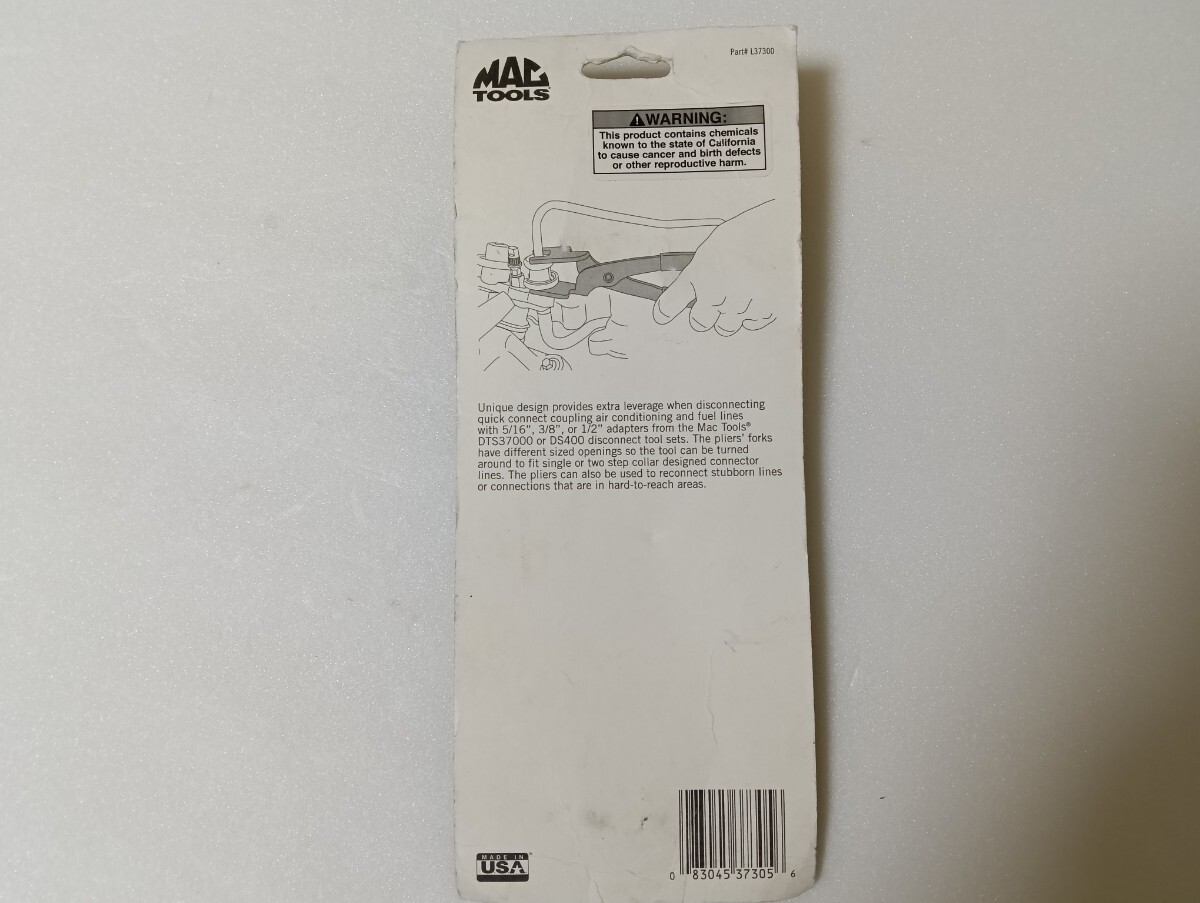 MAC
TOOLS
Part# L37300
WARNING:
This product contains chemicals
known to the state of California
to cause cancer and birth defects
or other reproductive harm.
Unique design provides extra leverage when disconnecting
quick connect coupling air conditioning and fuel lines
with 5/16", 3/8", or 1/2" adapters from the Mac Tools®
DTS37000 or DS400 disconnect tool sets. The pliers' forks
have different sized openings so the tool can be turned
around to fit single or two step collar designed connector
lines. The pliers can also be used to reconnect stubborn lines
or connections that are in hard-to-reach areas.
MADE IN
USA
0 83045 37305 6